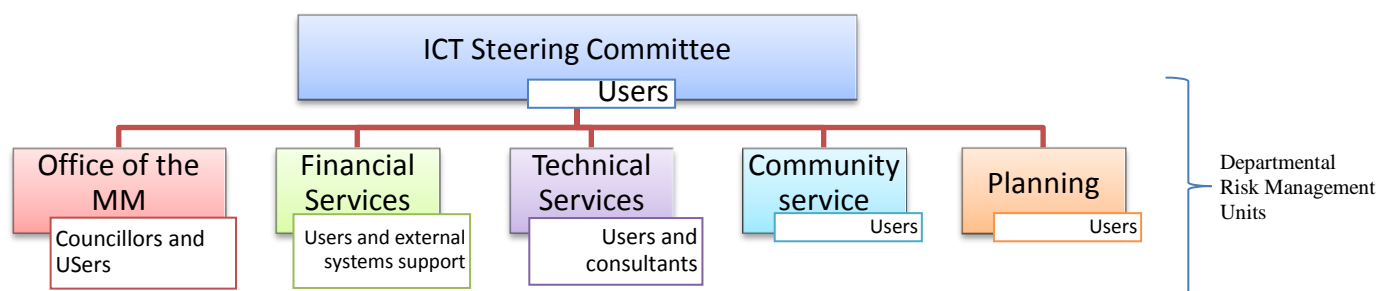 ICT Steering Committee
Users
Office of the
MM
Councillors and
USers
Financial
Services
Users and external
systems support
Technical
Services
Users and
consultants
Community
service
Users
Planning
Users
Departmental
Risk Management
Units